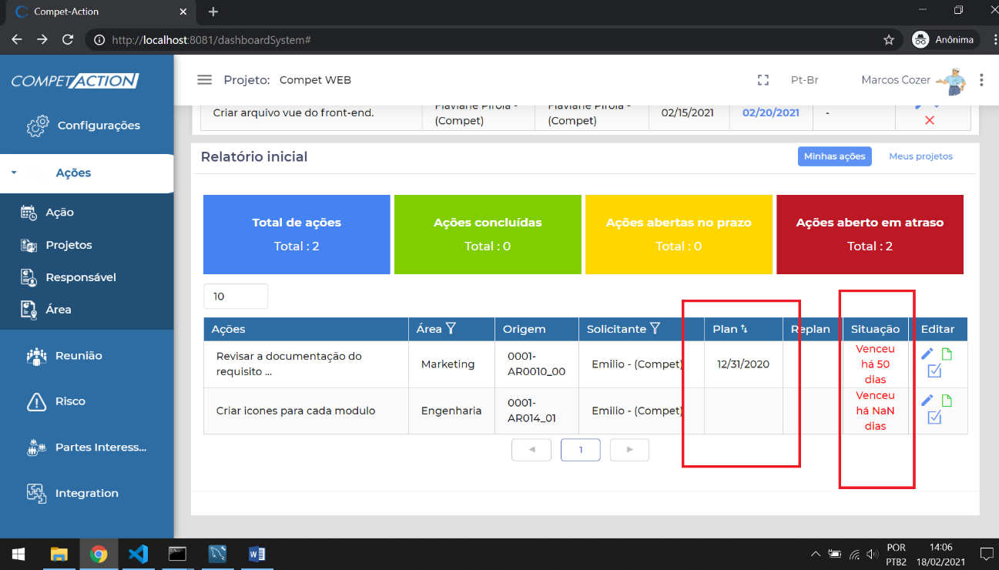 Compet-Action
http://localhost:8081/dashboardSystem#
Anônima
COMPETACTION
Projeto: Compet WEB
Pt-Br
Marcos Cozer
Configurações
Ações
Ação
Projetos
Responsável
Área
Reunião
Risco
Partes Interess...
Integration
Criar arquivo vue do front-end.
Flaviane Pirola -
(Compet)
Flaviane Pirola -
(Compet)
02/15/2021
02/20/2021
-
Relatório inicial
Minhas ações
Meus projetos
Total de ações
Total : 2
Ações concluídas
Total : 0
Ações abertas no prazo
Total : 0
Ações aberto em atraso
Total : 2
10
Ações Área Origem Solicitante Plan Replan Situação Editar
Revisar a documentação do
requisito ...
Marketing
0001-
AR0010_00
Emilio - (Compet)
12/31/2020
Venceu
há 50
dias
Criar icones para cada modulo
Engenharia
0001-
AR014_01
Emilio - (Compet)
Venceu
há NaN
dias
1
POR
PTB2
14:06
18/02/2021